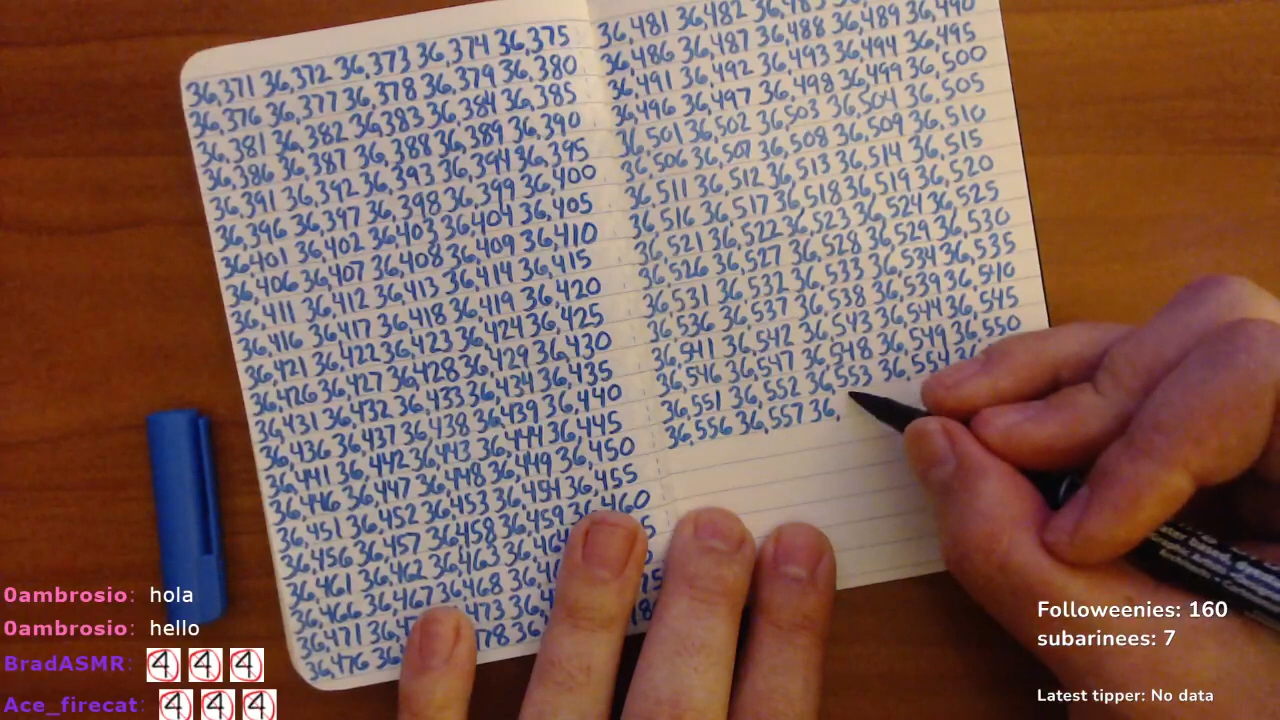 36,371 36,372 36,373 36,374 36,375
36,376 36,377 36,378 36,379 36,380
36,381 36,382 36,383 36,384 36,385
36,386 36,387 36,388 36,389 36,390
36,391 36,392 36,393 36,394 36,395
36,396 36,397 36,398 36,399 36,400
36,401 36,402 36,403 36,404 36,405
36,406 36,407 36,408 36,409 36,410
36,411 36,412 36,413 36,414 36,415
36,416 36,417 36,418 36,419 36,420
36,421 36,422 36,423 36,424 36,425
36,426 36,427 36,428 36,429 36,430
36,431 36,432 36,433 36,434 36,435
36,436 36,437 36,438 36,439 36,440
36,441 36,442 36,443 36,444 36,445
36,446 36,447 36,448 36,449 36,450
36,451 36,452 36,453 36,454 36,455
36,456 36,457 36,458 36,459 36,460
36,461 36,462 36,463 36,464
36,466 36,467 36,468
36,471
36,476
36,481 36,482 36,483
36,486 36,487 36,488 36,489 36,490
36,491 36,492 36,493 36,494 36,495
36,496 36,497 36,498 36,499 36,500
36,501 36,502 36,503 36,504 36,505
36,506 36,507 36,508 36,509 36,510
36,511 36,512 36,513 36,514 36,515
36,516 36,517 36,518 36,519 36,520
36,521 36,522 36,523 36,524 36,525
36,526 36,527 36,528 36,529 36,530
36,531 36,532 36,533 36,534 36,535
36,536 36,537 36,538 36,539 36,540
36,541 36,542 36,543 36,544 36,545
36,546 36,547 36,548 36,549 36,550
36,551 36,552 36,553 36,554
36,556 36,557 36,
0ambrosio: hola
0ambrosio: hello
BradASMR: 4 4 4
Ace_firecat: 4 4 4
Followeenies: 160
subarinees: 7
Latest tipper: No data